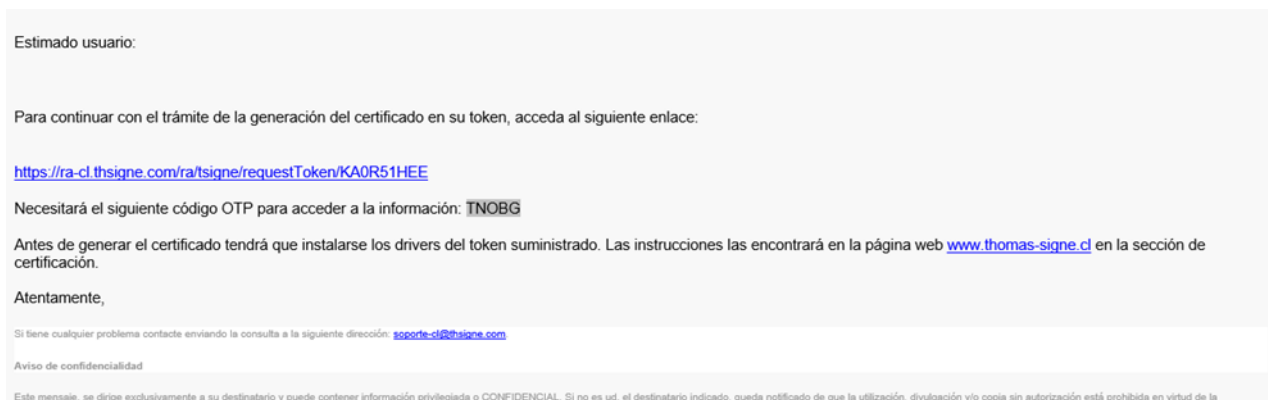 Estimado usuario:
Para continuar con el trámite de la generación del certificado en su token, acceda al siguiente enlace:
https://ra-cl.thsigne.com/ra/tsigne/requestToken/KA0R51HEE
Necesitará el siguiente código OTP para acceder a la información: TNOBG
Antes de generar el certificado tendrá que instalarse los drivers del token suministrado. Las instrucciones las encontrará en la página web www.thomas-signe.cl en la sección de
certificación.
Atentamente,
Si tiene cualquier problema contacte enviando la consulta a la siguiente dirección: soporte-cl@thsigne.com.
Aviso de confidencialidad
Este mensaje, se dirige exclusivamente a su destinatario y puede contener información privilegiada o CONFIDENCIAL. Si no es ud. el destinatario indicado, queda notificado de que la utilización, divulgación y/o copia sin autorización está prohibida en virtud de la